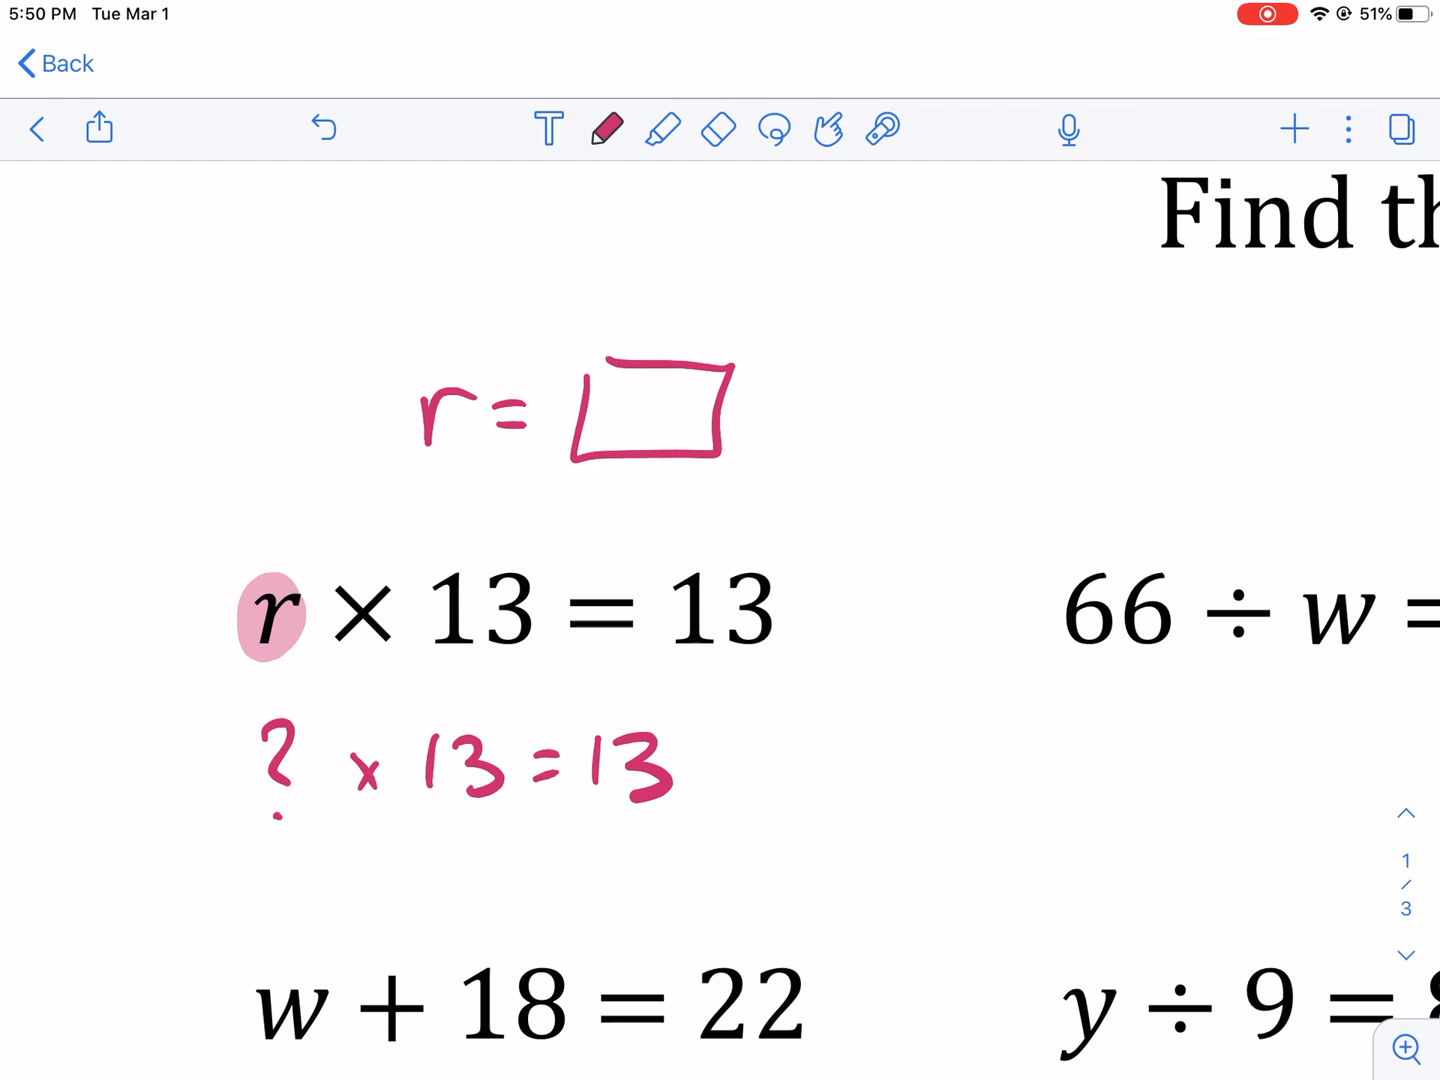 5:50 PM Tue Mar 1
51%
Back
T
Find th
r =
r × 13 = 13
66 ÷ w =
? × 13 = 13
1
/
3
w + 18 = 22
y ÷ 9 = 8